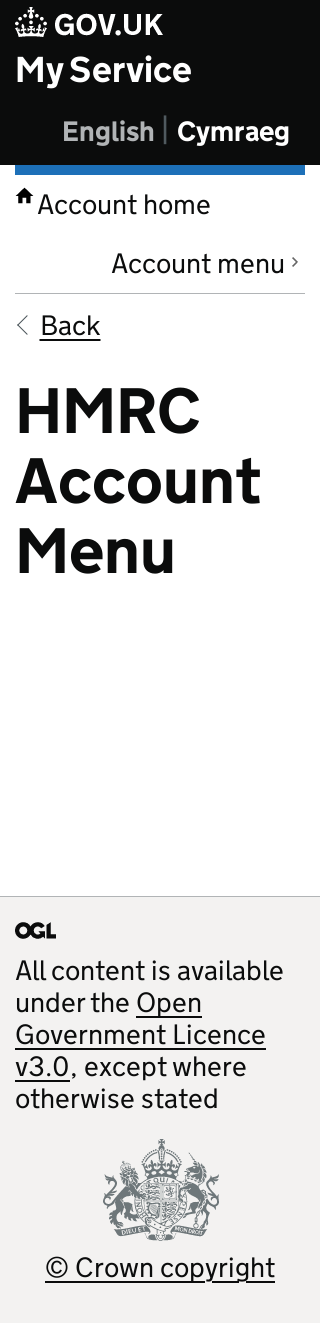 GOV.UK
My Service
English | Cymraeg
Account home
Account menu
Back
HMRC
Account
Menu
OGL
All content is available
under the Open
Government Licence
v3.0, except where
otherwise stated
© Crown copyright